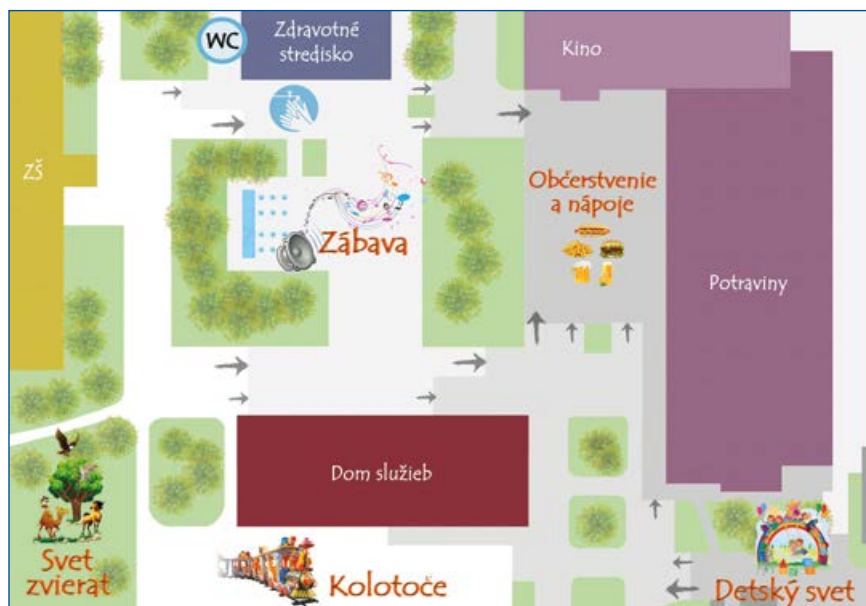 WC
Zdravotné
stredisko
Kino
ZŠ
Občerstvenie
a nápoje
Zábava
Potraviny
Dom služieb
Svet
zvierat
Kolotoče
Detský svet